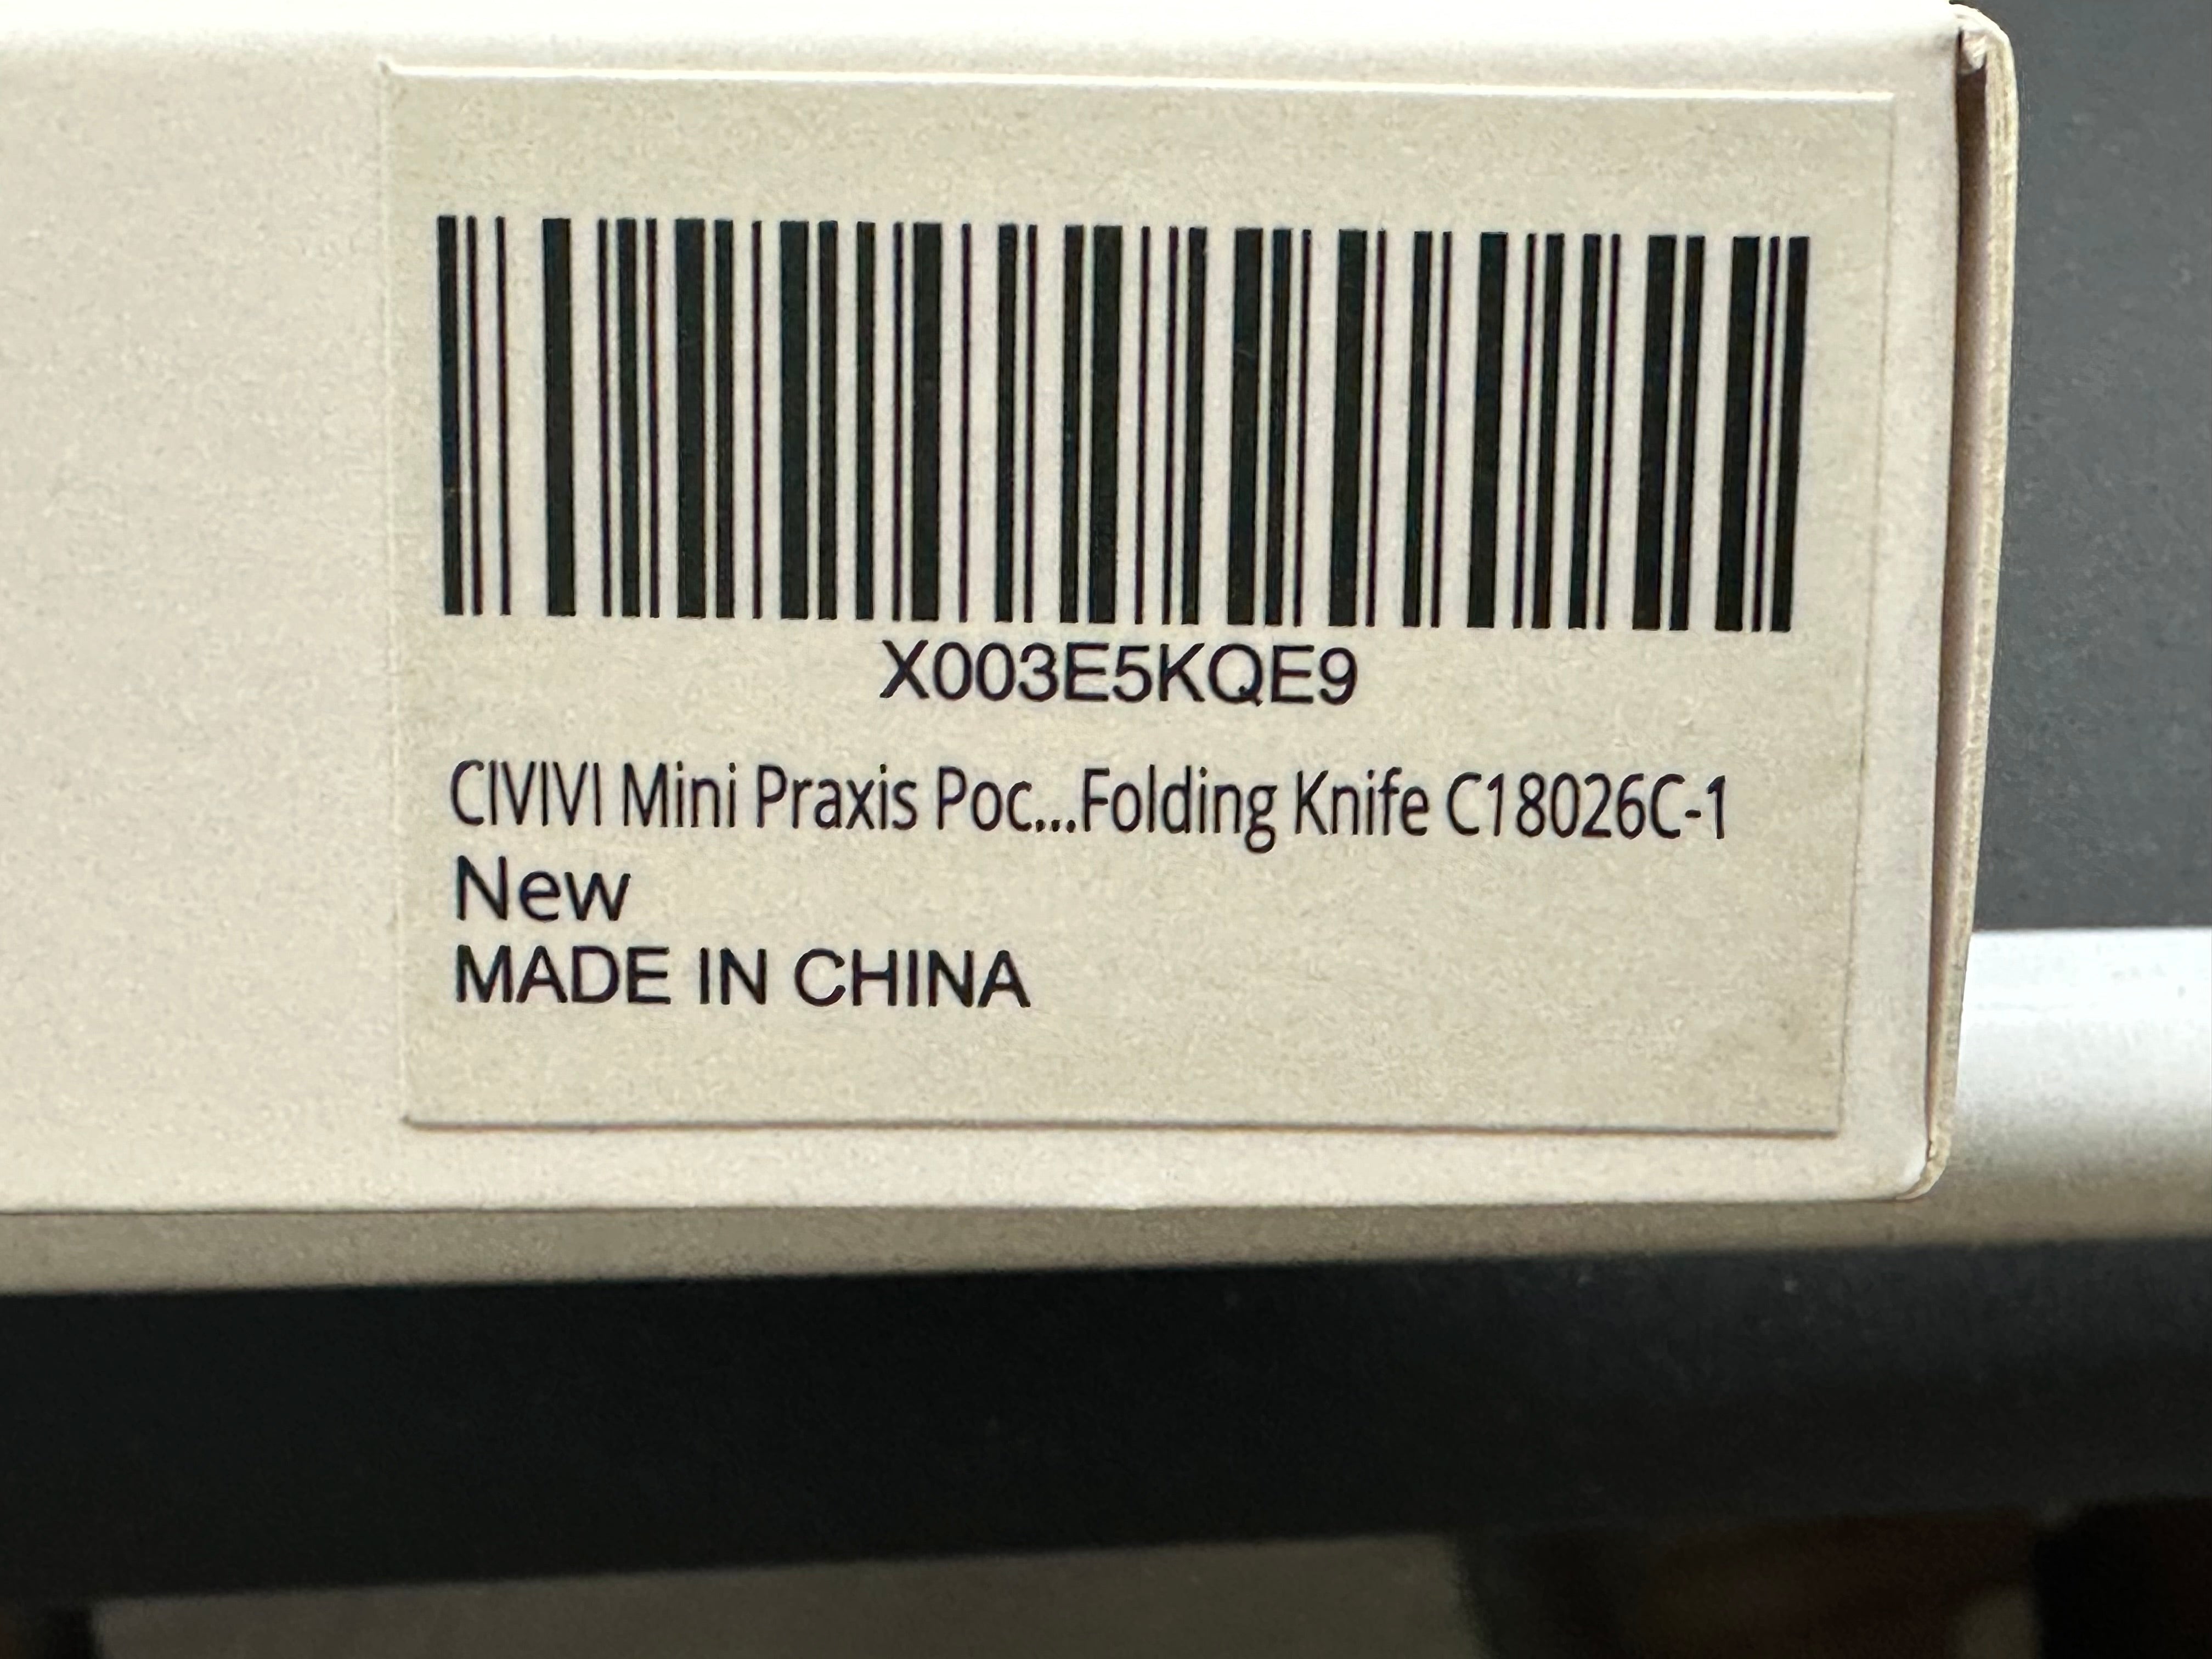 X003E5KQE9
CIVIVI Mini Praxis Poc...Folding Knife C18026C-1
New
MADE IN CHINA